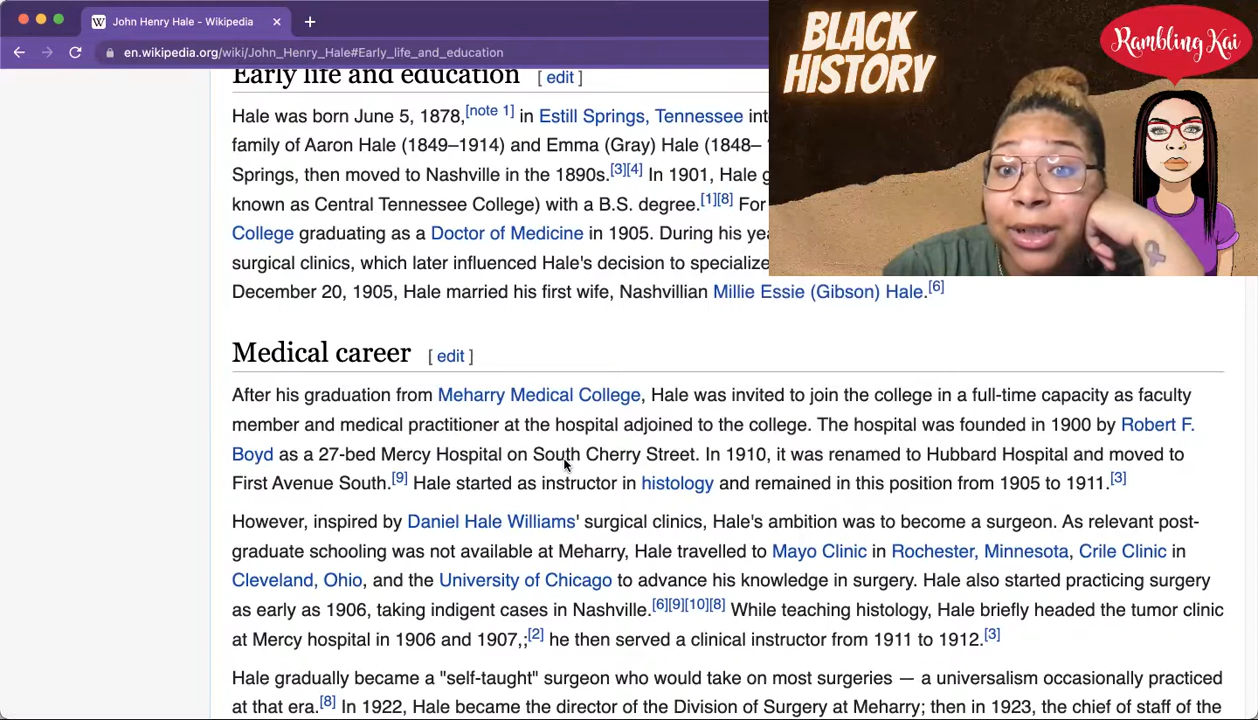 John Henry Hale - Wikipedia
en.wikipedia.org/wiki/John_Henry_Hale#Early_life_and_education
BLACK
HISTORY
Rambling Kai
Early life and education [ edit ]
Hale was born June 5, 1878,[note 1] in Estill Springs, Tennessee int
family of Aaron Hale (1849–1914) and Emma (Gray) Hale (1848–
Springs, then moved to Nashville in the 1890s.[3][4] In 1901, Hale g
known as Central Tennessee College) with a B.S. degree.[1][8] For
College graduating as a Doctor of Medicine in 1905. During his yea
surgical clinics, which later influenced Hale's decision to specialize
December 20, 1905, Hale married his first wife, Nashvillian Millie Essie (Gibson) Hale.[6]
Medical career [ edit ]
After his graduation from Meharry Medical College, Hale was invited to join the college in a full-time capacity as faculty
member and medical practitioner at the hospital adjoined to the college. The hospital was founded in 1900 by Robert F.
Boyd as a 27-bed Mercy Hospital on South Cherry Street. In 1910, it was renamed to Hubbard Hospital and moved to
First Avenue South.[9] Hale started as instructor in histology and remained in this position from 1905 to 1911.[3]
However, inspired by Daniel Hale Williams' surgical clinics, Hale's ambition was to become a surgeon. As relevant post-
graduate schooling was not available at Meharry, Hale travelled to Mayo Clinic in Rochester, Minnesota, Crile Clinic in
Cleveland, Ohio, and the University of Chicago to advance his knowledge in surgery. Hale also started practicing surgery
as early as 1906, taking indigent cases in Nashville.[6][9][10][8] While teaching histology, Hale briefly headed the tumor clinic
at Mercy hospital in 1906 and 1907,;[2] he then served a clinical instructor from 1911 to 1912.[3]
Hale gradually became a "self-taught" surgeon who would take on most surgeries — a universalism occasionally practiced
at that era.[8] In 1922, Hale became the director of the Division of Surgery at Meharry; then in 1923, the chief of staff of the